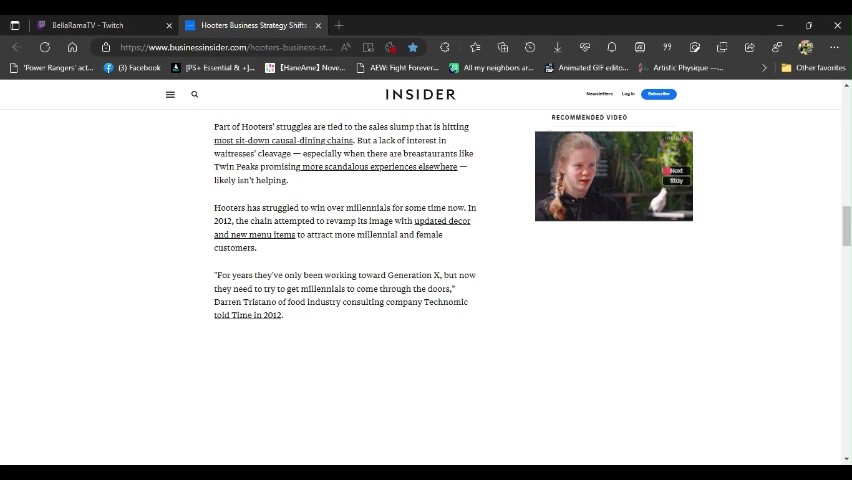 BellaRamaTV - Twitch
Hooters Business Strategy Shifts
https://www.businessinsider.com/hooters-business-st...
'Power Rangers' act...
(3) Facebook
[PS+ Essential & +]...
[HaneAme] Nove...
AEW: Fight Forever...
All my neighbors ar...
Animated GIF edito...
Artistic Physique —...
Other favorites
INSIDER
Newsletters
Log In
Subscribe
Part of Hooters' struggles are tied to the sales slump that is hitting
most sit-down causal-dining chains. But a lack of interest in
waitresses' cleavage — especially when there are breastaurants like
Twin Peaks promising more scandalous experiences elsewhere —
likely isn't helping.
Hooters has struggled to win over millennials for some time now. In
2012, the chain attempted to revamp its image with updated decor
and new menu items to attract more millennial and female
customers.
"For years they've only been working toward Generation X, but now
they need to try to get millennials to come through the doors,"
Darren Tristano of food industry consulting company Technomic
told Time in 2012.
RECOMMENDED VIDEO
Next
Stay